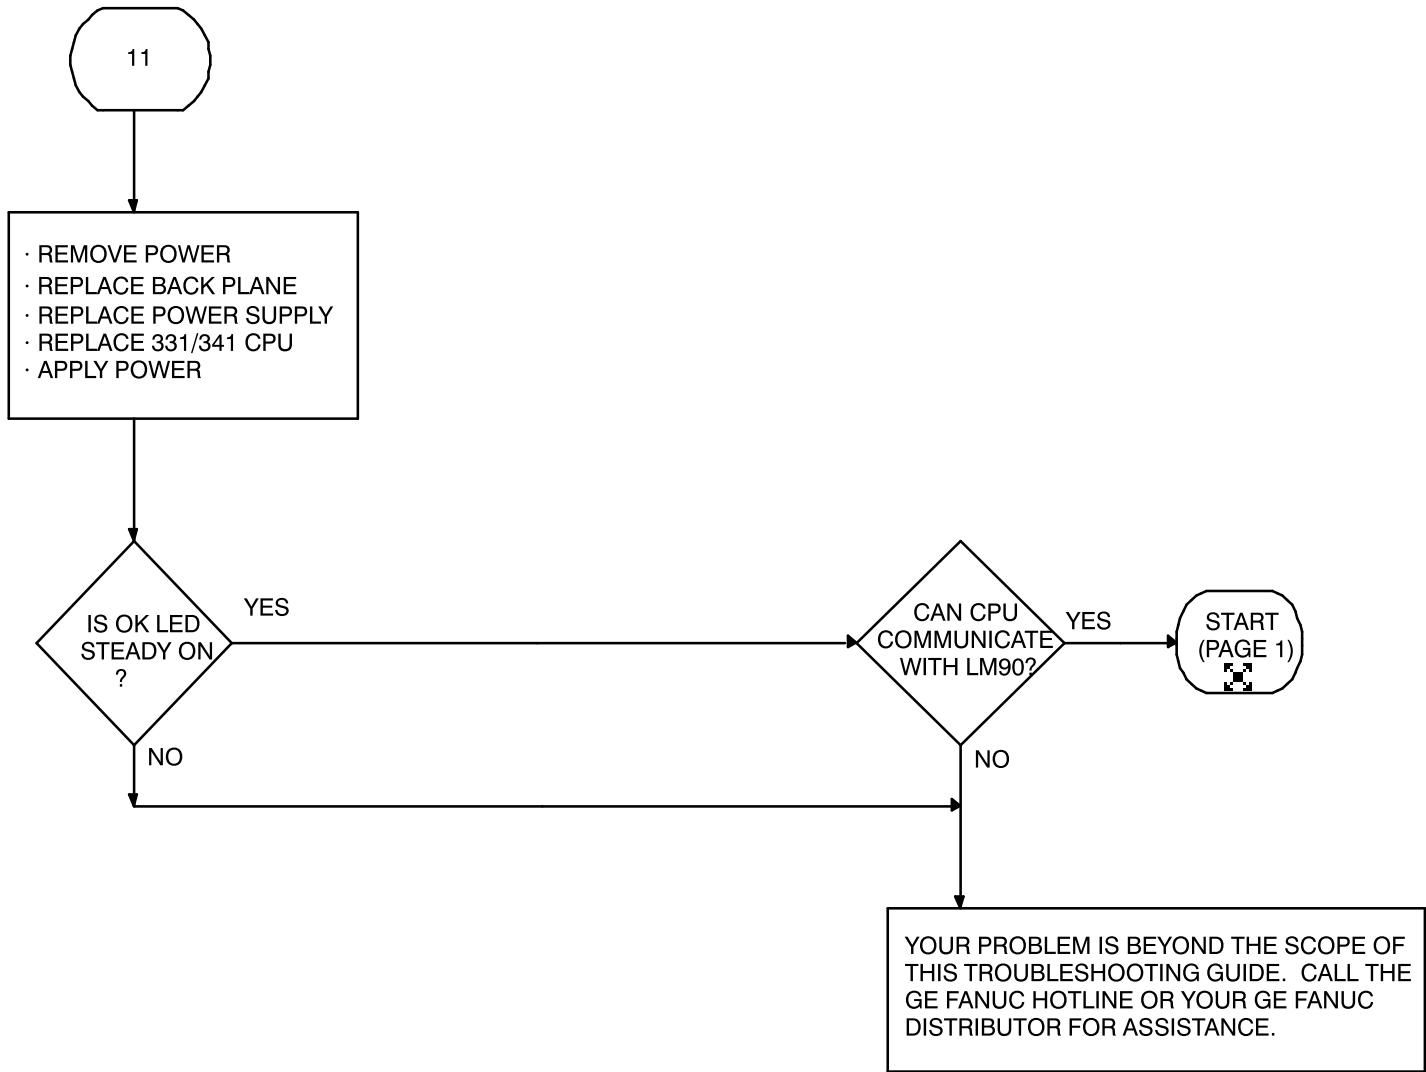 11
· REMOVE POWER
· REPLACE BACK PLANE
· REPLACE POWER SUPPLY
· REPLACE 331/341 CPU
· APPLY POWER
IS OK LED
STEADY ON
?
YES
NO
CAN CPU
COMMUNICATE
WITH LM90?
YES
NO
START
(PAGE 1)
YOUR PROBLEM IS BEYOND THE SCOPE OF
THIS TROUBLESHOOTING GUIDE.  CALL THE
GE FANUC HOTLINE OR YOUR GE FANUC
DISTRIBUTOR FOR ASSISTANCE.